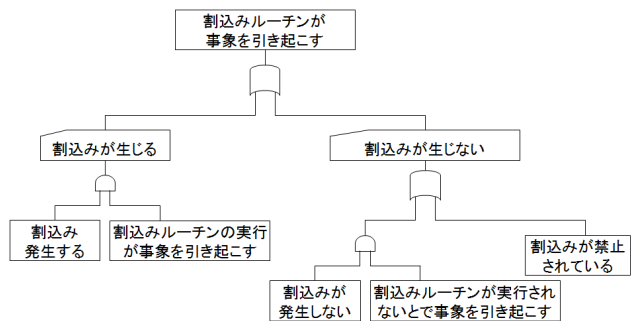 割込みルーチンが
事象を引き起こす
割込みが生じる
割込みが生じない
割込み
発生する
割込みルーチンの実行
が事象を引き起こす
割込みが禁止
されている
割込みが
発生しない
割込みルーチンが実行され
ないとで事象を引き起こす